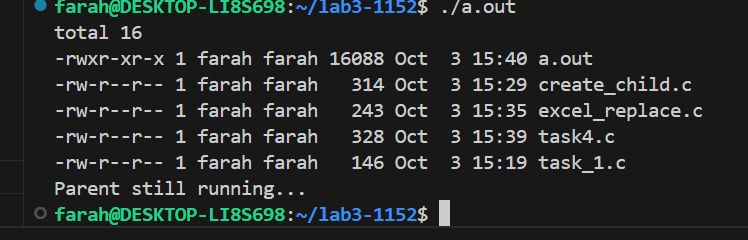 farah@DESKTOP-LI8S698:~/lab3-1152$ ./a.out
total 16
-rwxr-xr-x 1 farah farah 16088 Oct  3 15:40 a.out
-rw-r--r-- 1 farah farah   314 Oct  3 15:29 create_child.c
-rw-r--r-- 1 farah farah   243 Oct  3 15:35 excel_replace.c
-rw-r--r-- 1 farah farah   328 Oct  3 15:39 task4.c
-rw-r--r-- 1 farah farah   146 Oct  3 15:19 task_1.c
Parent still running...
farah@DESKTOP-LI8S698:~/lab3-1152$